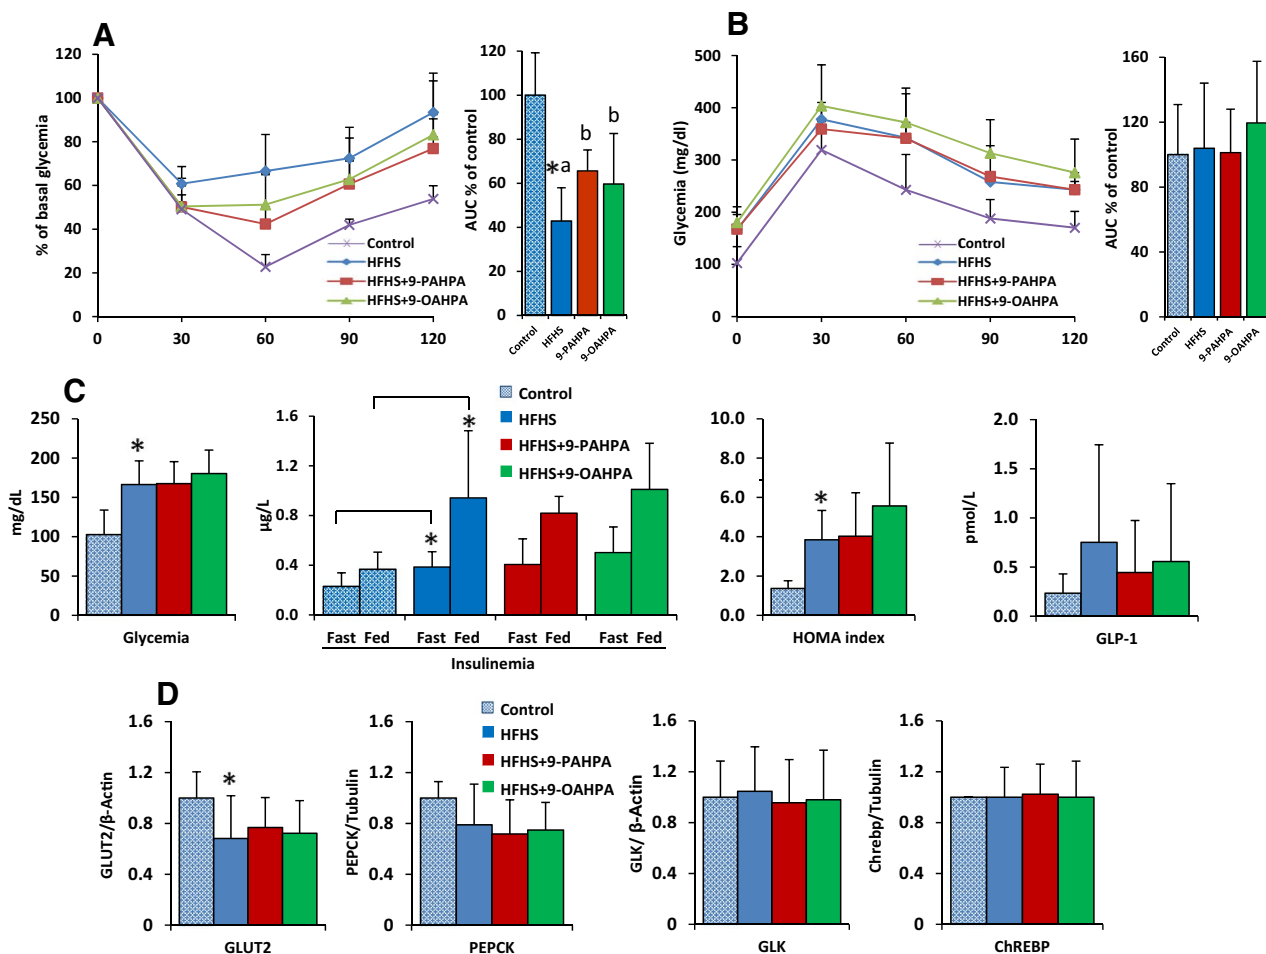 A
120
100
80
60
40
20
0
% of basal glycemia
0 30 60 90 120
Control
HFHS
HFHS+9-PAHPA
HFHS+9-OAHPA
120
100
80
60
40
20
0
AUC % of control
*a
b
b
Control
HFHS
9-PAHPA
9-OAHPA
B
500
400
300
200
100
0
Glycemia (mg/dl)
0 30 60 90 120
Control
HFHS
HFHS+9-PAHPA
HFHS+9-OAHPA
160
120
80
40
0
AUC % of control
Control
HFHS
9-PAHPA
9-OAHPA
C
250
200
150
100
50
0
mg/dL
*
Glycemia
1.6
1.2
0.8
0.4
0.0
µg/L
*
*
Fast Fed Fast Fed Fast Fed Fast Fed
Insulinemia
Control
HFHS
HFHS+9-PAHPA
HFHS+9-OAHPA
10.0
8.0
6.0
4.0
2.0
0.0
*
HOMA index
2.0
1.5
1.0
0.5
0.0
pmol/L
GLP-1
D
1.6
1.2
0.8
0.4
0
GLUT2/β-Actin
*
GLUT2
1.6
1.2
0.8
0.4
0
PEPCK/Tubulin
PEPCK
Control
HFHS
HFHS+9-PAHPA
HFHS+9-OAHPA
1.6
1.2
0.8
0.4
0
GLK/ β-Actin
GLK
1.6
1.2
0.8
0.4
0
Chrebp/Tubulin
ChREBP